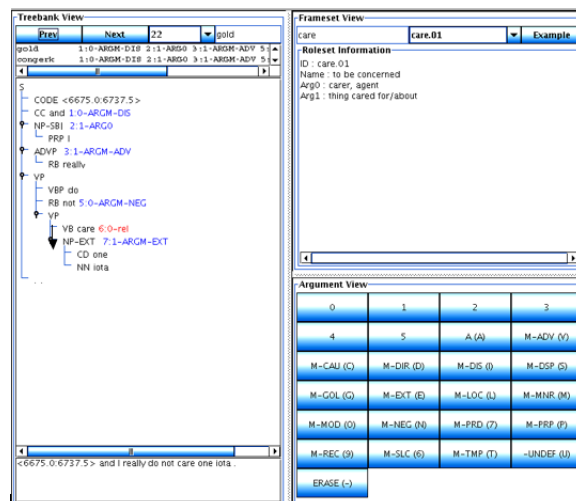 Treebank View
Prev
Next
22
gold
gold 1:0-ARGM-DIS 2:1-ARG0 3:1-ARGM-ADV 5:
congerk 1:0-ARGM-DIS 2:1-ARG0 3:1-ARGM-ADV 5:
S
CODE <6675.0:6737.5>
CC and 1:0-ARGM-DIS
NP-SBJ 2:1-ARG0
PRP I
ADVP 3:1-ARGM-ADV
RB really
VP
VBP do
RB not 5:0-ARGM-NEG
VP
VB care 6:0-rel
NP-EXT 7:1-ARGM-EXT
CD one
NN iota
. .
<6675.0:6737.5> and I really do not care one iota .
Frameset View
care
care.01
Example
Roleset Information
ID : care.01
Name : to be concerned
Arg0 : carer, agent
Arg1 : thing cared for/about
Argument View
0 1 2 3
4 5 A (A) M-ADV (V)
M-CAU (C) M-DIR (D) M-DIS (I) M-DSP (S)
M-GOL (G) M-EXT (E) M-LOC (L) M-MNR (M)
M-MOD (O) M-NEG (N) M-PRD (7) M-PRP (P)
M-REC (9) M-SLC (6) M-TMP (T) -UNDEF (U)
ERASE (-)